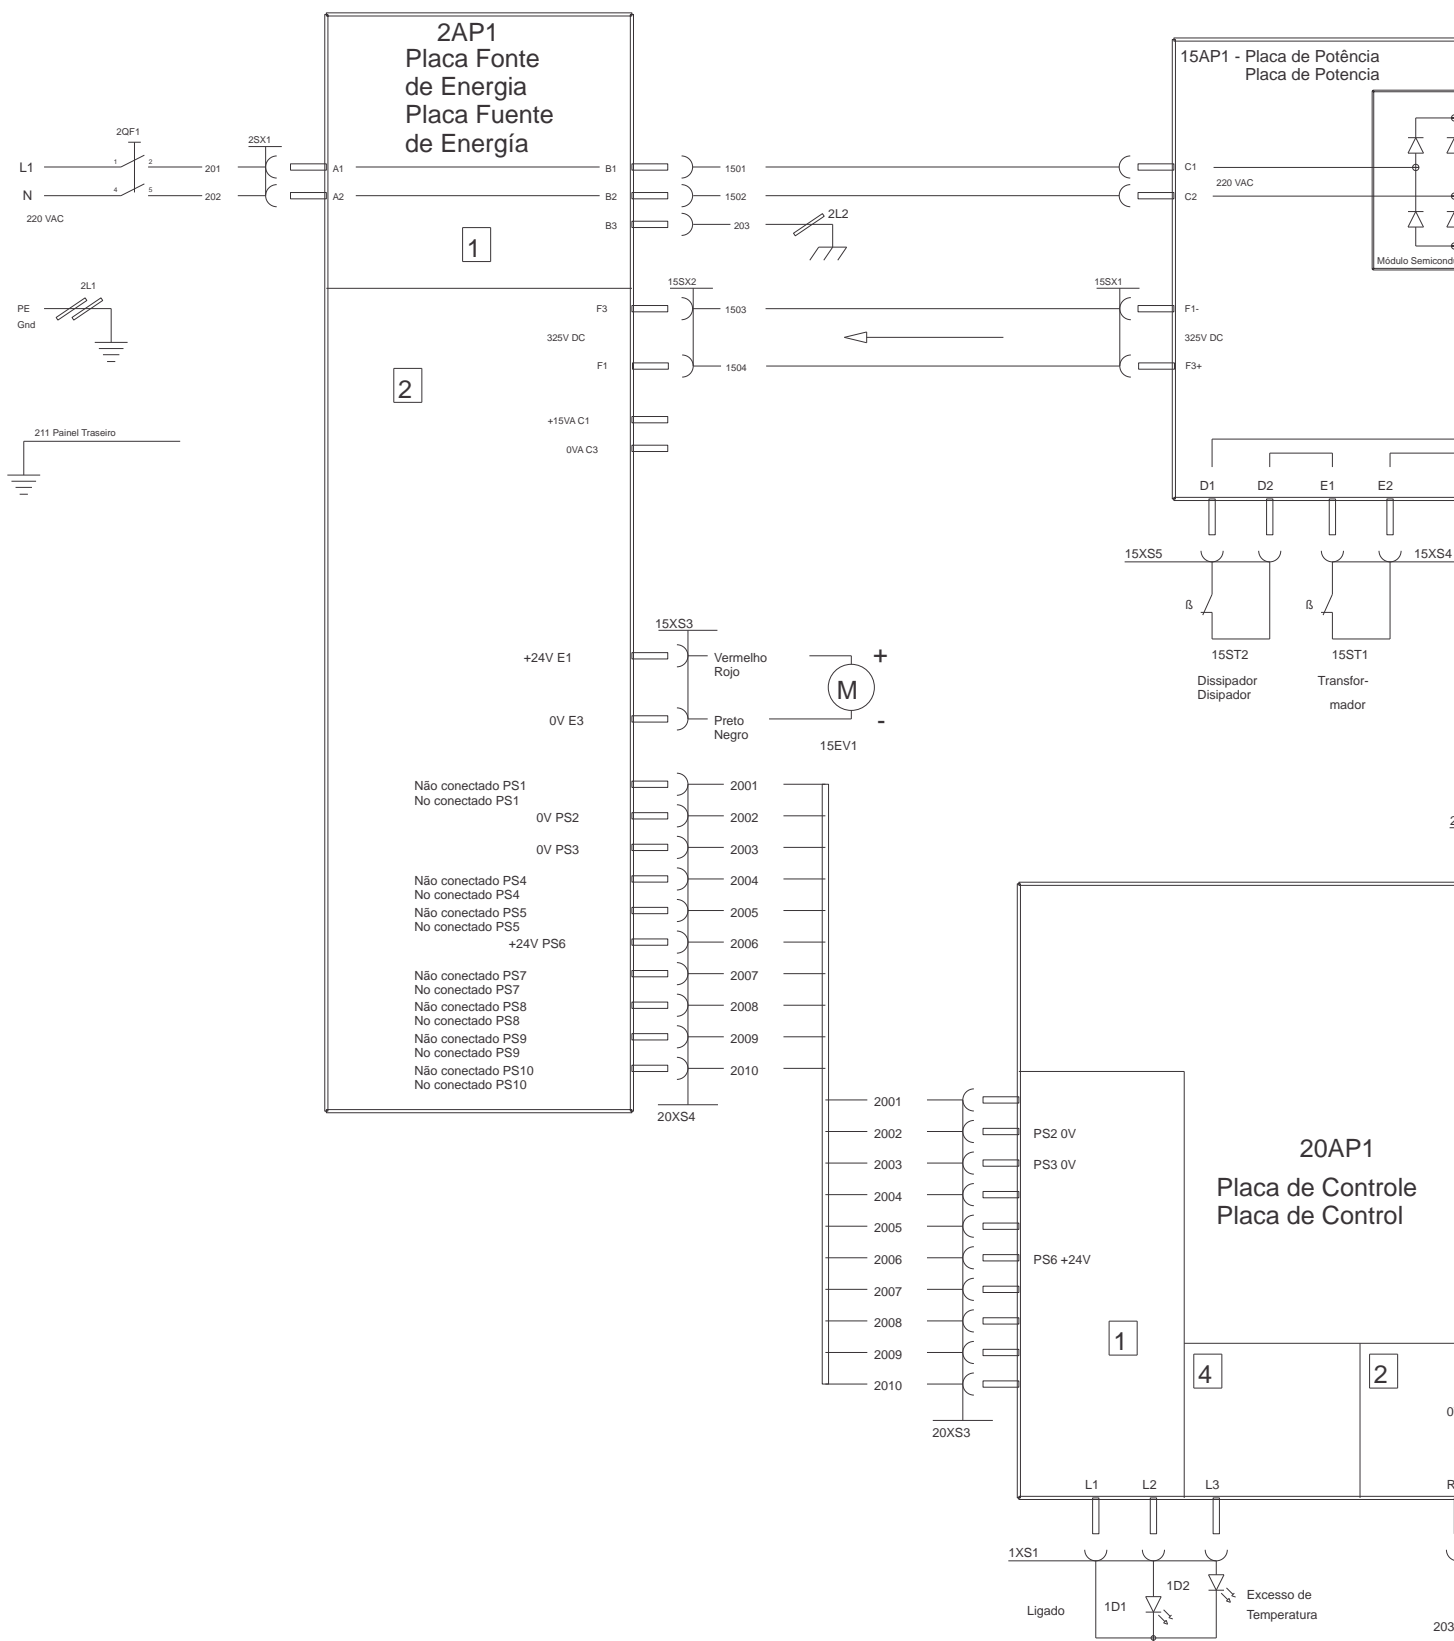 2AP1
Placa Fonte
de Energia
Placa Fuente
de Energía
15AP1 - Placa de Potência
Placa de Potencia
2QF1
2SX1
L1
1
2
201
A1
B1
1501
C1
220 VAC
N
4
5
202
A2
B2
1502
C2
220 VAC
B3
203
2L2
1
Módulo Semicond
2L1
PE
Gnd
15SX2
15SX1
F3
1503
F1-
325V DC
325V DC
F1
1504
F3+
2
+15VA C1
0VA C3
211 Painel Traseiro
D1
D2
E1
E2
15XS5
15XS4
ß
ß
15ST2
15ST1
Dissipador
Disipador
Transfor-
mador
15XS3
+24V E1
Vermelho
Rojo
+
M
0V E3
Preto
Negro
-
15EV1
Não conectado PS1
No conectado PS1
2001
0V PS2
2002
0V PS3
2003
Não conectado PS4
No conectado PS4
2004
Não conectado PS5
No conectado PS5
2005
+24V PS6
2006
Não conectado PS7
No conectado PS7
2007
Não conectado PS8
No conectado PS8
2008
Não conectado PS9
No conectado PS9
2009
Não conectado PS10
No conectado PS10
2010
20XS4
2
2001
2002
PS2 0V
2003
PS3 0V
2004
2005
2006
PS6 +24V
2007
2008
2009
2010
20XS3
20AP1
Placa de Controle
Placa de Control
1
4
2
0
L1
L2
L3
R
1XS1
Ligado
1D1
1D2
Excesso de
Temperatura
203